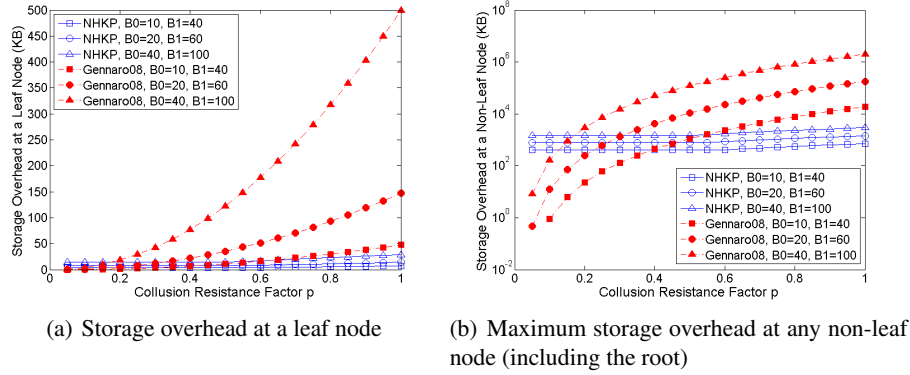 Storage Overhead at a Leaf Node (KB)
500
450
400
350
300
250
200
150
100
50
0
NHKP, B0=10, B1=40
NHKP, B0=20, B1=60
NHKP, B0=40, B1=100
Gennaro08, B0=10, B1=40
Gennaro08, B0=20, B1=60
Gennaro08, B0=40, B1=100
0 0.2 0.4 0.6 0.8 1
Collusion Resistance Factor p
(a) Storage overhead at a leaf node
Storage Overhead at a Non-Leaf Node (KB)
10^8
10^6
10^4
10^2
10^0
10^-2
NHKP, B0=10, B1=40
NHKP, B0=20, B1=60
NHKP, B0=40, B1=100
Gennaro08, B0=10, B1=40
Gennaro08, B0=20, B1=60
Gennaro08, B0=40, B1=100
0 0.2 0.4 0.6 0.8 1
Collusion Resistance Factor p
(b) Maximum storage overhead at any non-leaf
node (including the root)